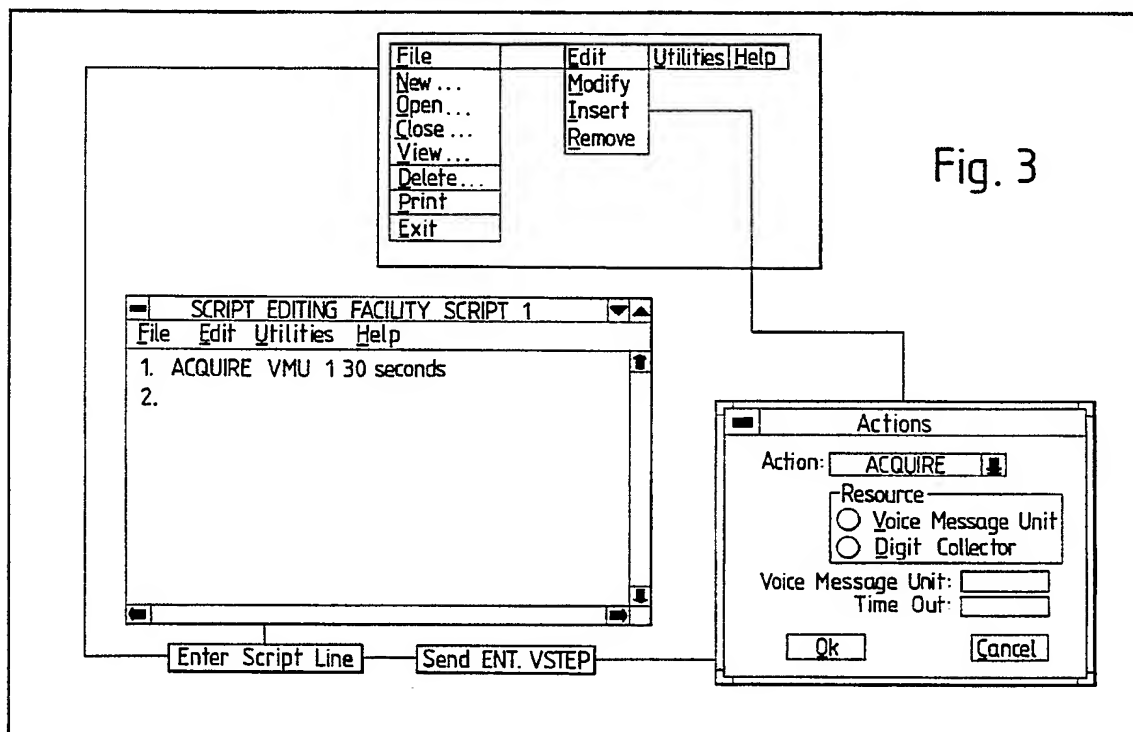 File Edit Utilities Help
New...
Open...
Close...
View...
Delete...
Print
Exit
Modify
Insert
Remove
Fig. 3
SCRIPT EDITING FACILITY SCRIPT 1
File Edit Utilities Help
1. ACQUIRE VMU 1 30 seconds
2.
Actions
Action: ACQUIRE
Resource
Voice Message Unit
Digit Collector
Voice Message Unit:
Time Out:
Ok Cancel
Enter Script Line
Send ENT. VSTEP